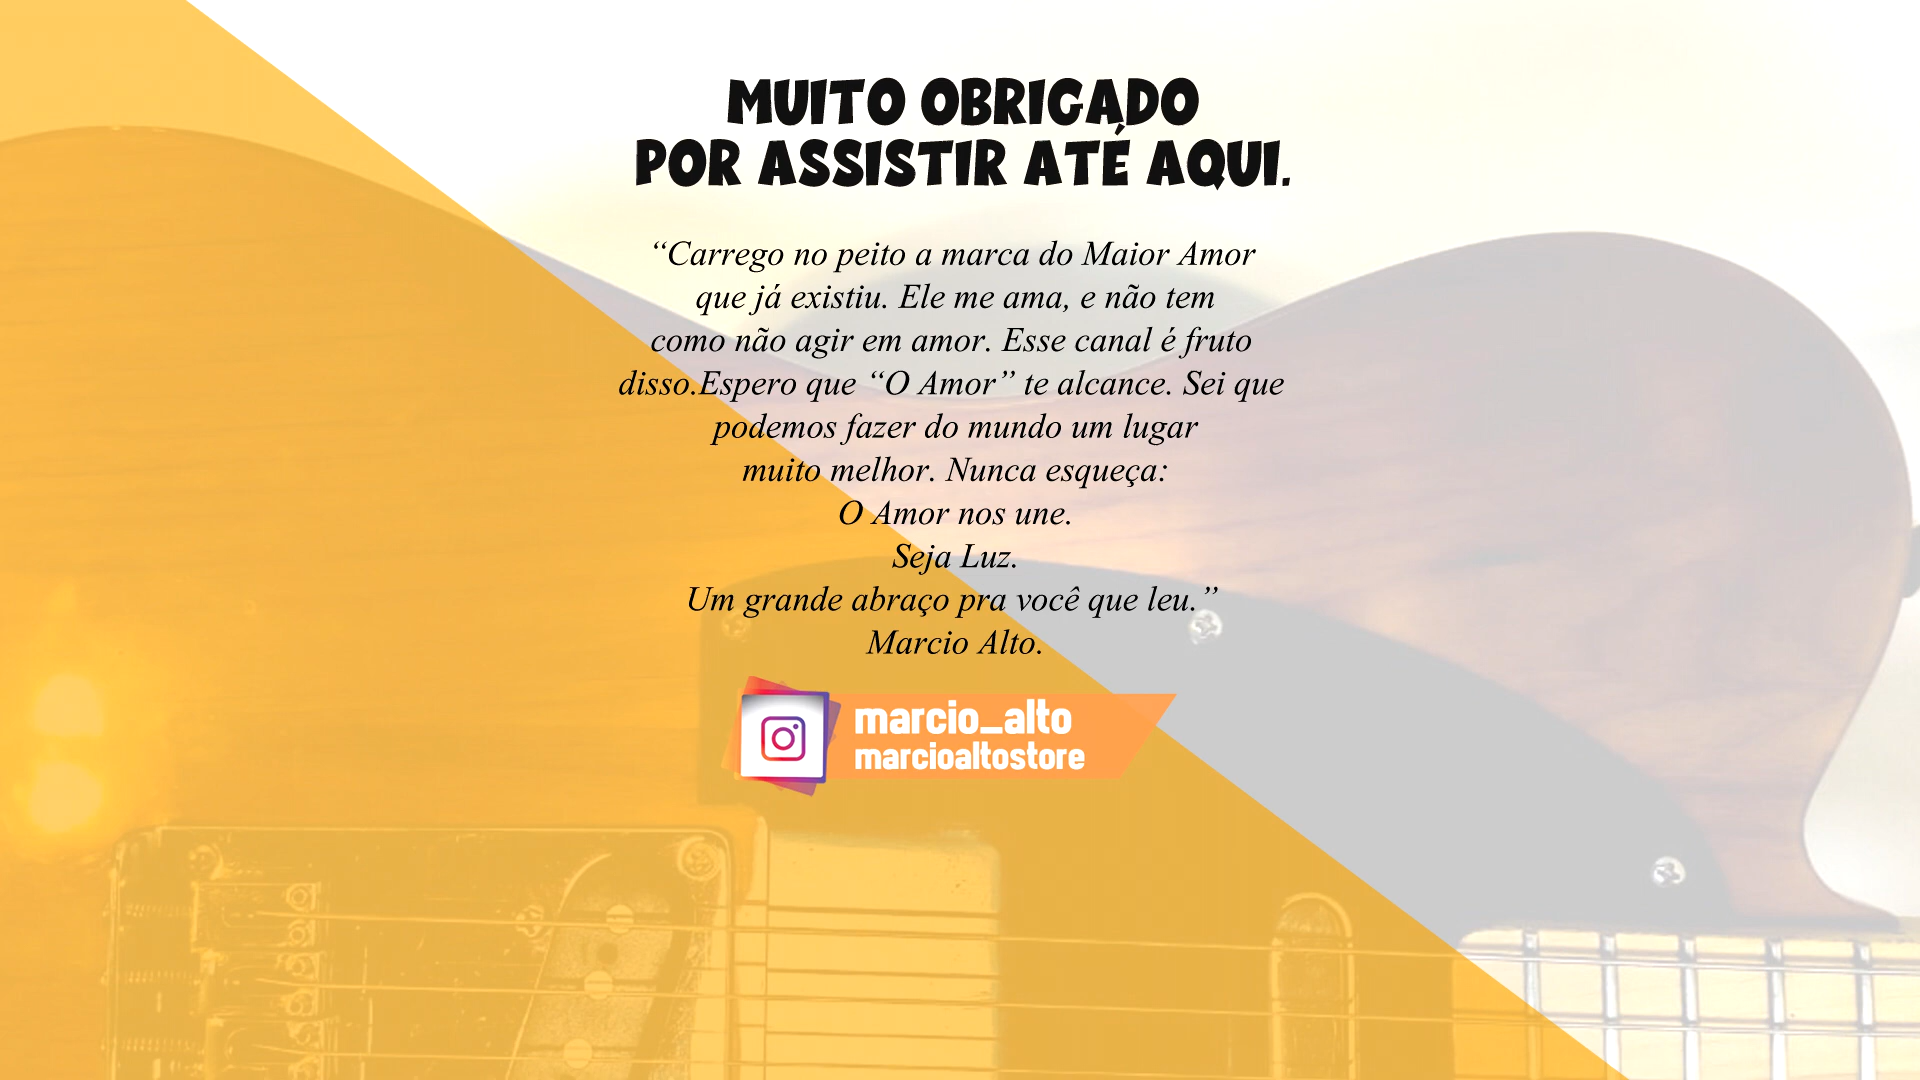 MUITO OBRIGADO
POR ASSISTIR ATÉ AQUI.
“Carrego no peito a marca do Maior Amor
que já existiu. Ele me ama, e não tem
como não agir em amor. Esse canal é fruto
disso.Espero que “O Amor” te alcance. Sei que
podemos fazer do mundo um lugar
muito melhor. Nunca esqueça:
O Amor nos une.
Seja Luz.
Um grande abraço pra você que leu.”
Marcio Alto.
marcio_alto
marcioaltostore